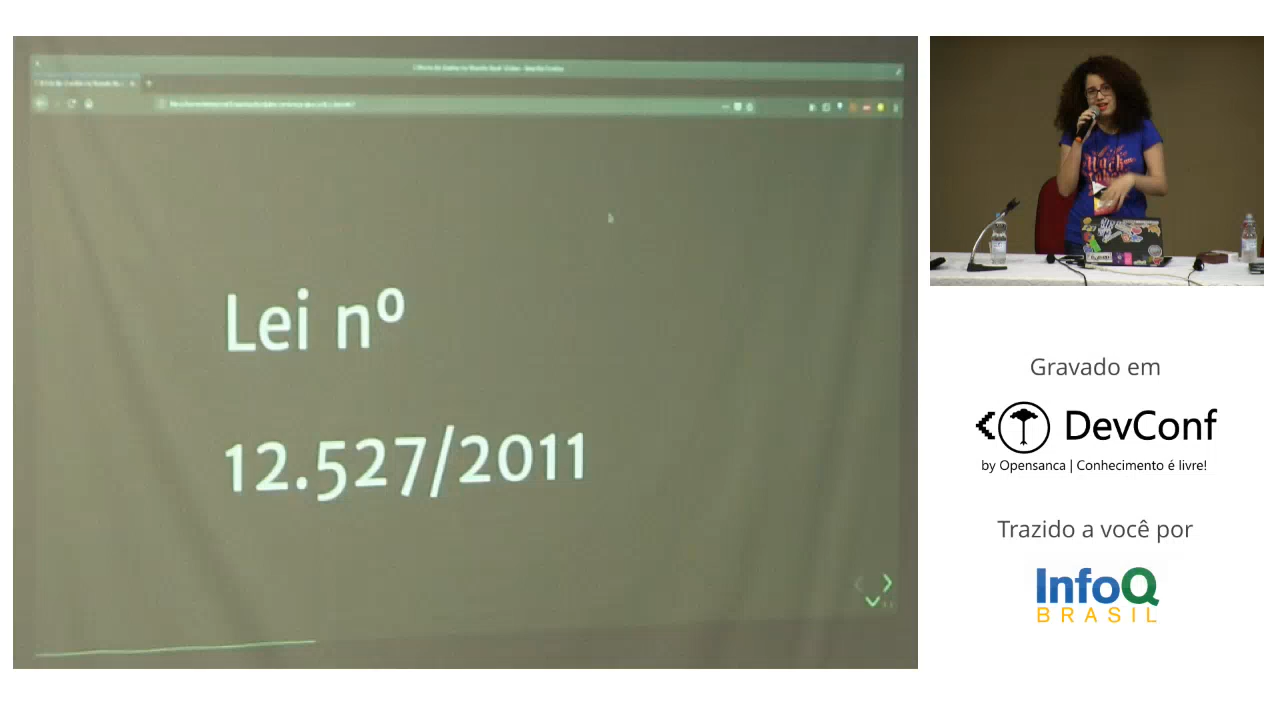 Lei nº
12.527/2011
Gravado em
DevConf
by Opensanca | Conhecimento é livre!
Trazido a você por
InfoQ
BRASIL